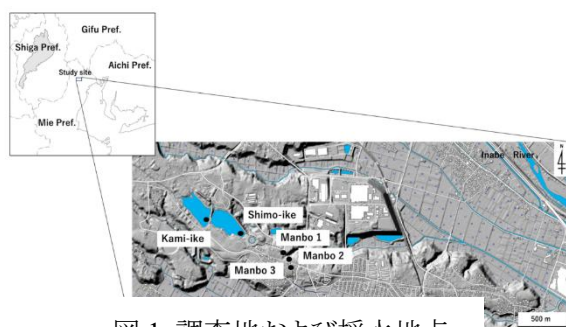 Gifu Pref.
Shiga Pref.
Aichi Pref.
Study site
Mie Pref.
N
Inabe River
Shimo-ike
Kami-ike
Manbo 1
Manbo 2
Manbo 3
500 m
図 1 調査地および採水地点